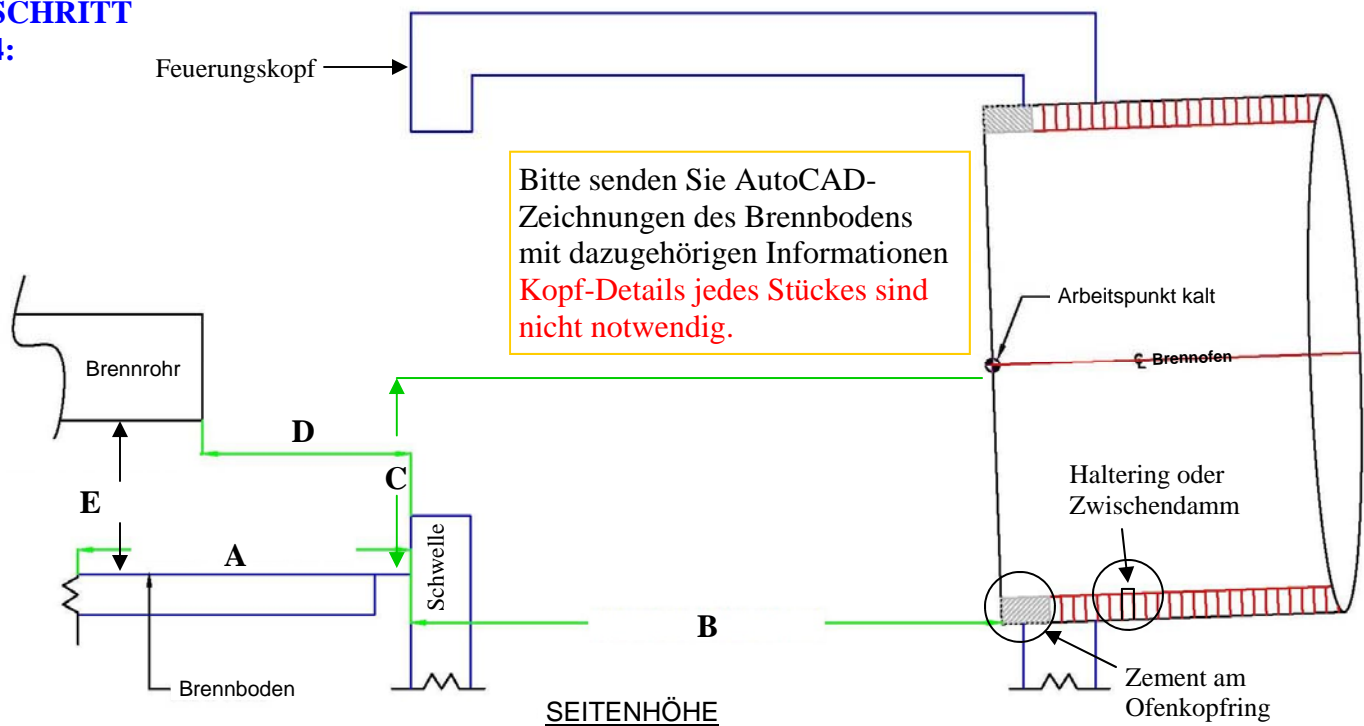 SCHRITT
4:
Feuerungskopf
Bitte senden Sie AutoCAD-
Zeichnungen des Brennbodens
mit dazugehörigen Informationen
Kopf-Details jedes Stückes sind
nicht notwendig.
Arbeitspunkt kalt
Brennrohr
℄ Brennofen
D
C
Haltering oder
Zwischendamm
E
A
Schwelle
B
Brennboden
Zement am
Ofenkopfring
SEITENHÖHE